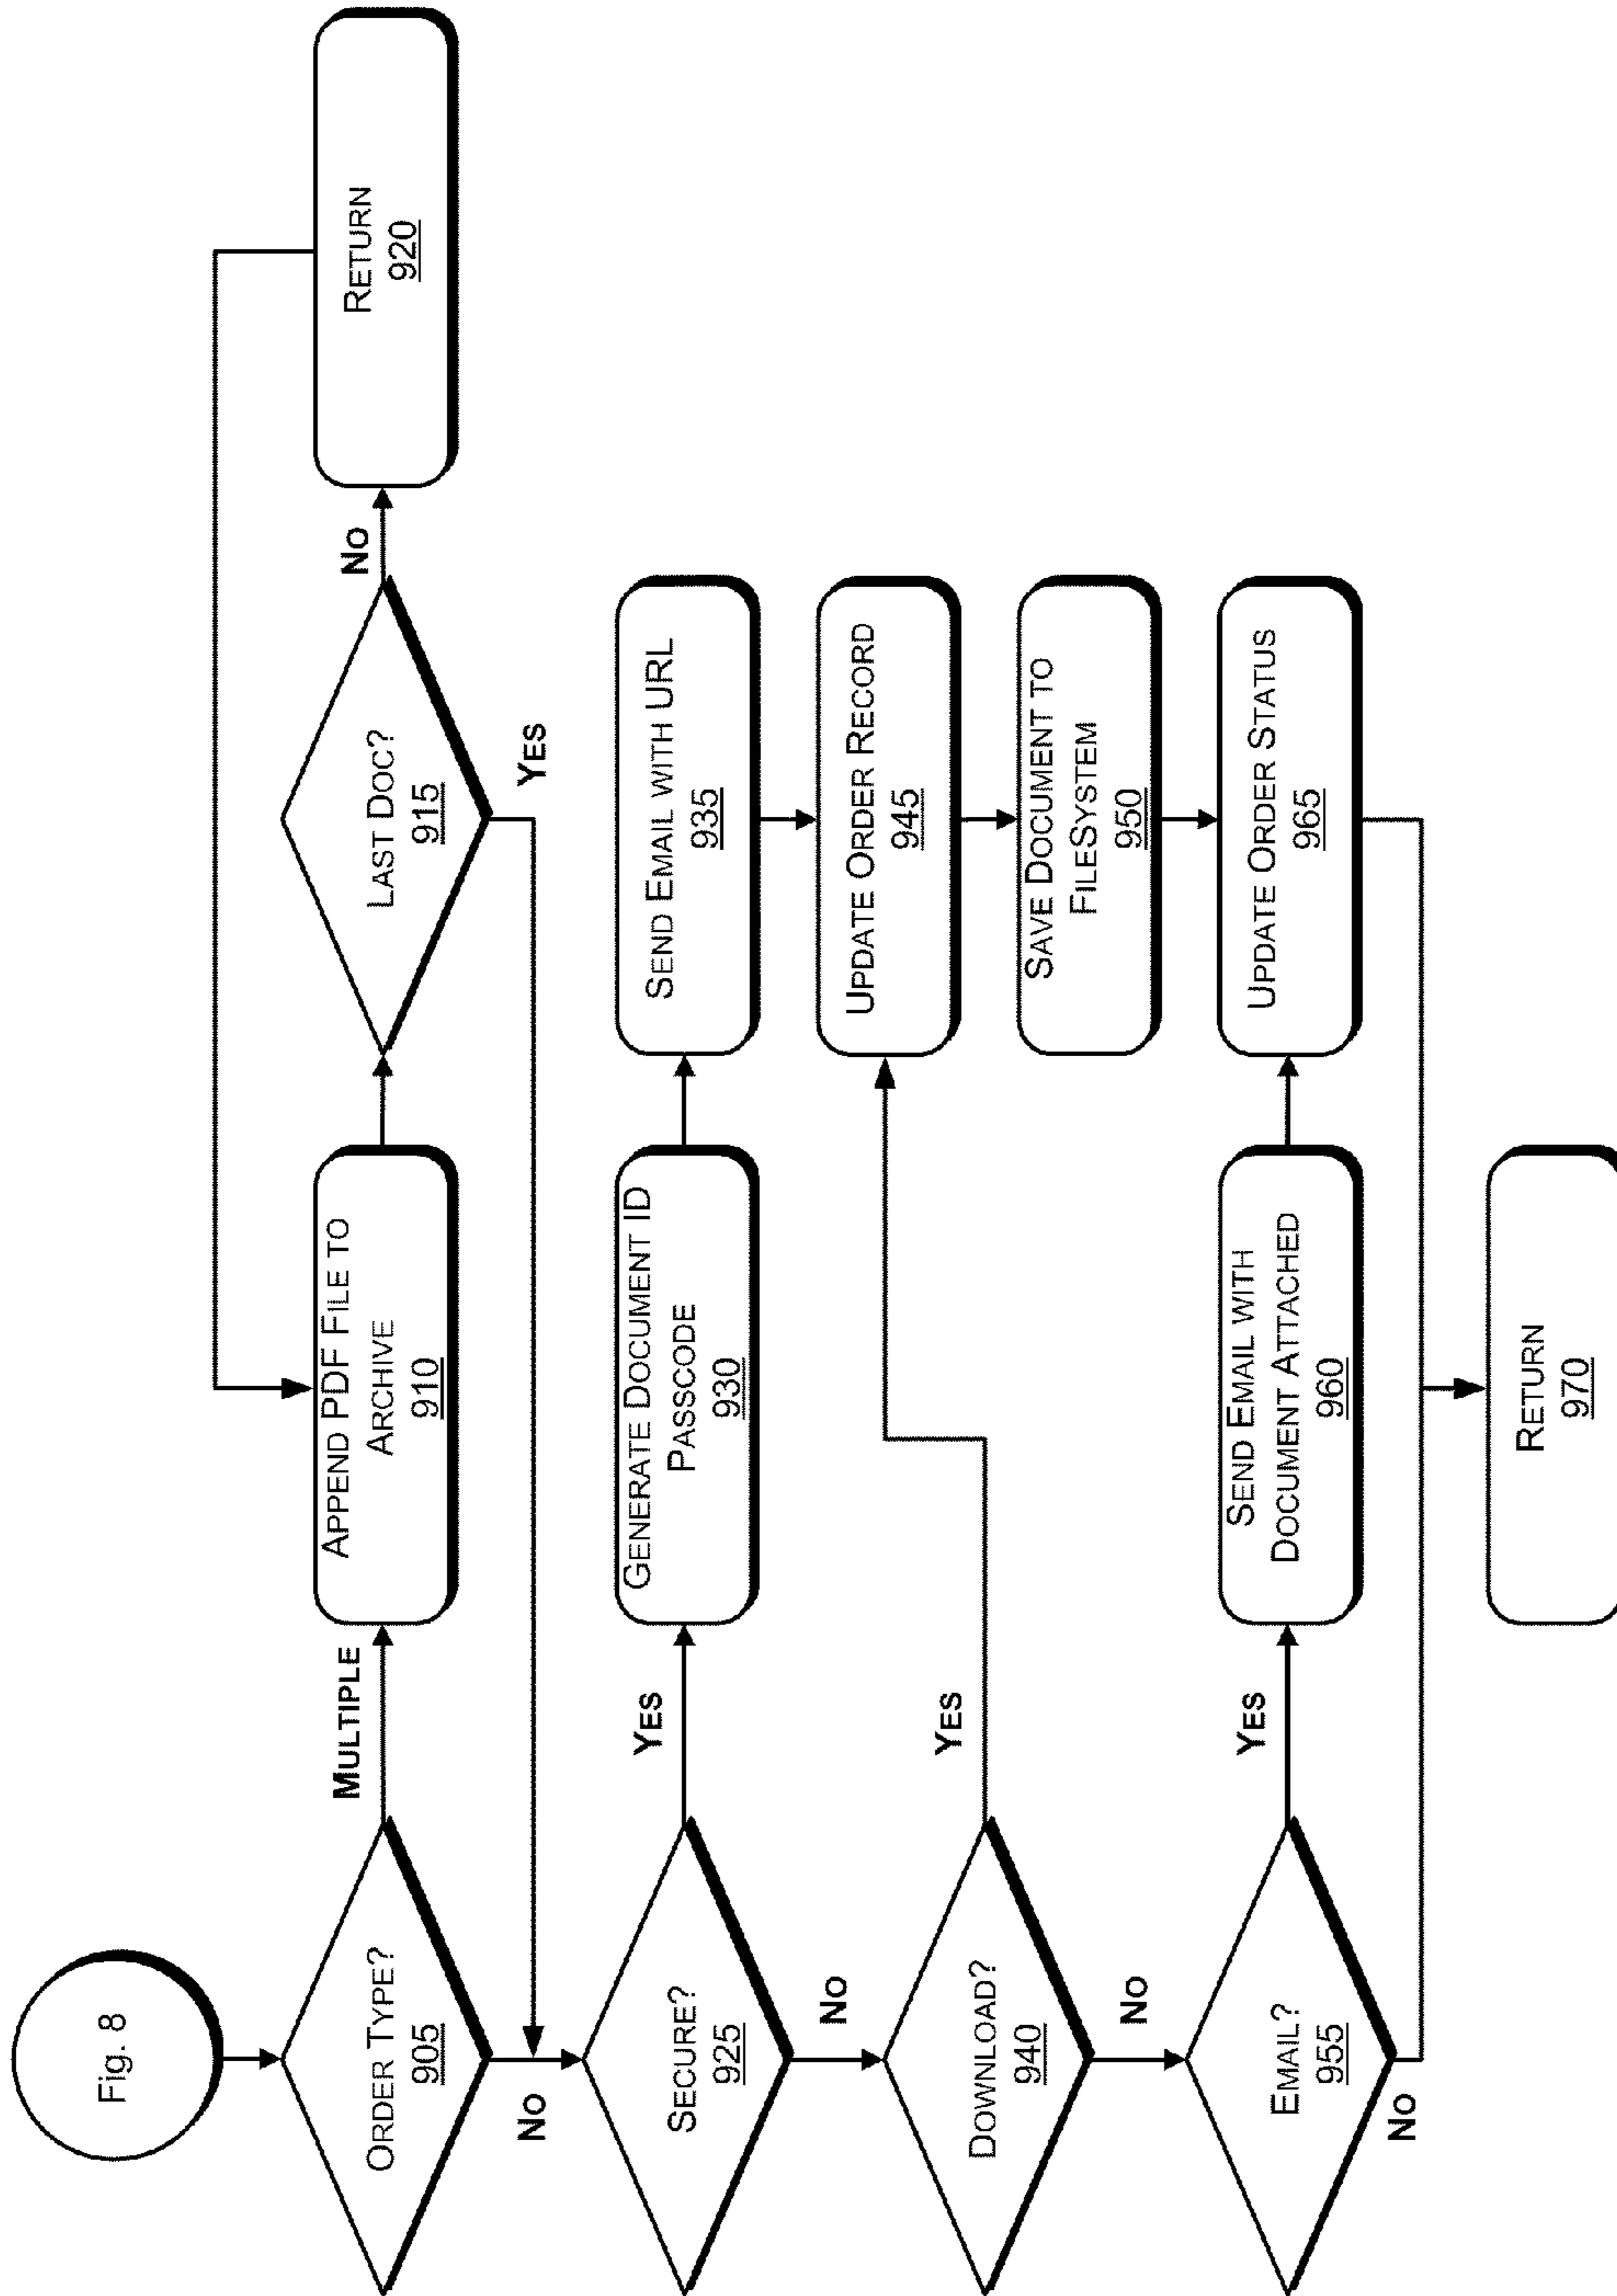 Fig. 8
ORDER TYPE?
905
MULTIPLE
APPEND PDF FILE TO
ARCHIVE
910
LAST DOC?
915
NO
RETURN
920
YES
NO
SECURE?
925
YES
GENERATE DOCUMENT ID
PASSCODE
930
SEND EMAIL WITH URL
935
NO
DOWNLOAD?
940
YES
UPDATE ORDER RECORD
945
SAVE DOCUMENT TO
FILESYSTEM
950
NO
EMAIL?
955
YES
SEND EMAIL WITH
DOCUMENT ATTACHED
960
UPDATE ORDER STATUS
965
NO
RETURN
970